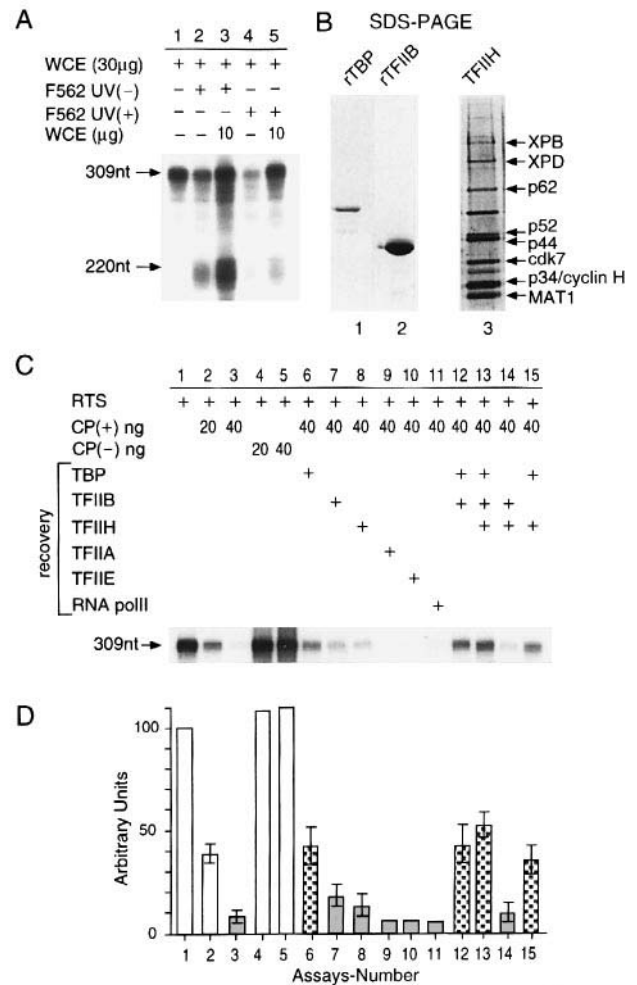 A
1 2 3 4 5
WCE (30μg) + + + + +
F562 UV(-) - + + - -
F562 UV(+) - - - + +
WCE (μg) - - 10 - 10
309nt
220nt
B
SDS-PAGE
rTBP rTFIIB TFIIH
XPB
XPD
p62
p52
p44
cdk7
p34/cyclin H
MAT1
1 2 3
C
1 2 3 4 5 6 7 8 9 10 11 12 13 14 15
RTS + + + + + + + + + + + + + + +
CP(+) ng 20 40 40 40 40 40 40 40 40 40 40 40
CP(-) ng 20 40
recovery
TBP + + + +
TFIIB + + + +
TFIIH + + + +
TFIIA +
TFIIE +
RNA polII +
309nt
D
Arbitrary Units
100
50
0
1 2 3 4 5 6 7 8 9 10 11 12 13 14 15
Assays-Number